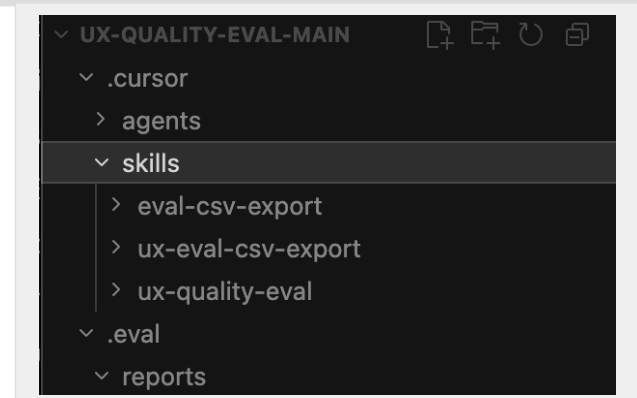 UX-QUALITY-EVAL-MAIN
.cursor
agents
skills
eval-csv-export
ux-eval-csv-export
ux-quality-eval
.eval
reports